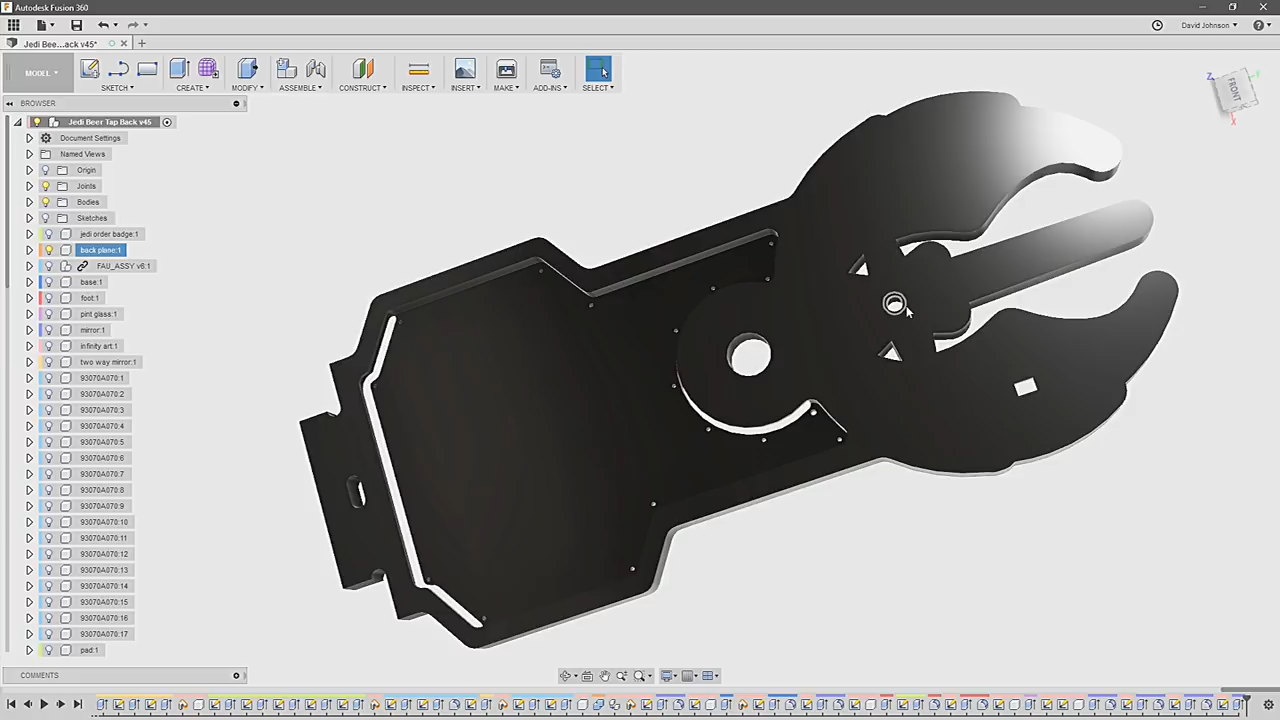 Autodesk Fusion 360
David Johnson
Jedi Bee...ack v45*
MODEL
SKETCH
CREATE
MODIFY
ASSEMBLE
CONSTRUCT
INSPECT
INSERT
MAKE
ADD-INS
SELECT
BROWSER
FRONT
Z
Y
X
Jedi Beer Tap Back v45
Document Settings
Named Views
Origin
Joints
Bodies
Sketches
jedi order badge:1
back plane:1
FAU_ASSY v6:1
base:1
foot:1
pint glass:1
mirror:1
infinity art:1
two way mirror:1
93070A070:1
93070A070:2
93070A070:3
93070A070:4
93070A070:5
93070A070:6
93070A070:7
93070A070:8
93070A070:9
93070A070:10
93070A070:11
93070A070:12
93070A070:13
93070A070:14
93070A070:15
93070A070:16
93070A070:17
pad:1
COMMENTS